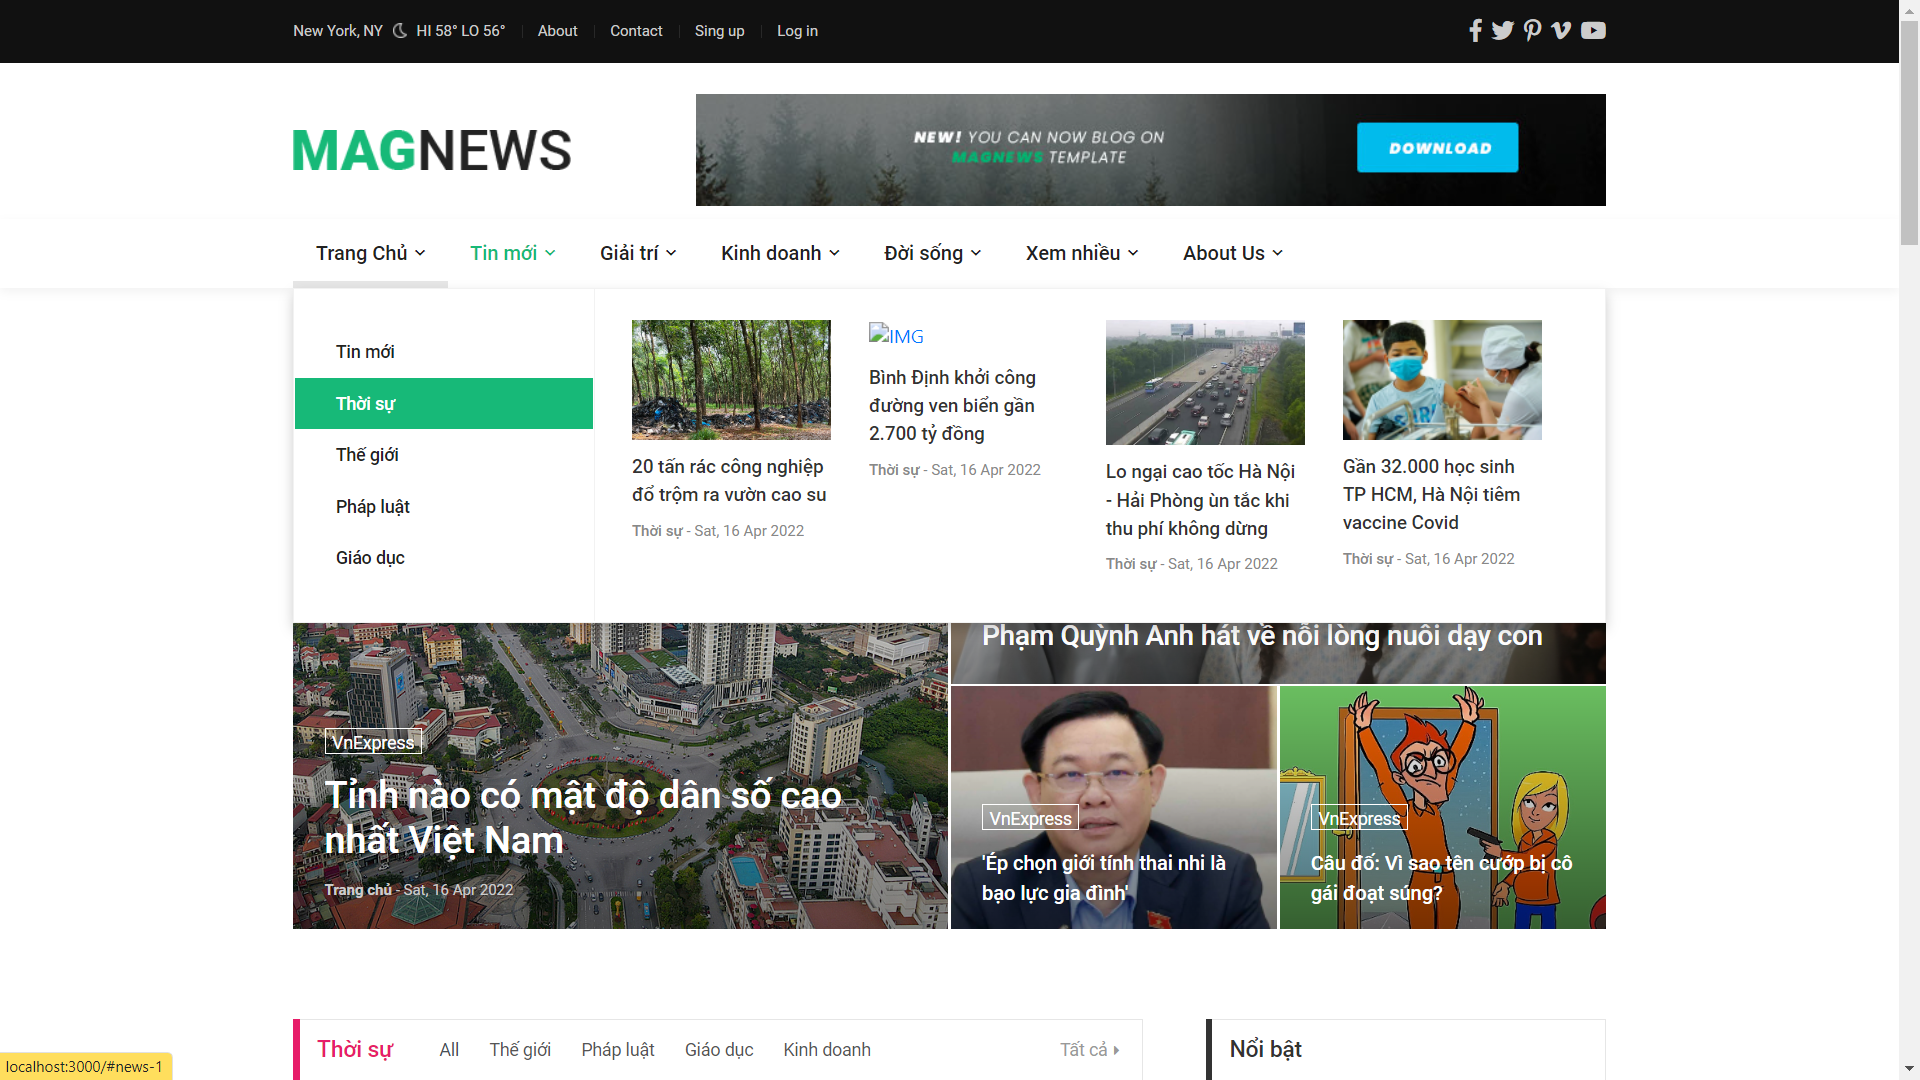 New York, NY HI 58° LO 56° About Contact Sing up Log in
MAGNEWS
NEW! YOU CAN NOW BLOG ON
MAGNEWS TEMPLATE
DOWNLOAD
Trang Chủ Tin mới Giải trí Kinh doanh Đời sống Xem nhiều About Us
Tin mới
Thời sự
Thế giới
Pháp luật
Giáo dục
20 tấn rác công nghiệp
đổ trộm ra vườn cao su
Thời sự - Sat, 16 Apr 2022
IMG
Bình Định khởi công
đường ven biển gần
2.700 tỷ đồng
Thời sự - Sat, 16 Apr 2022
Lo ngại cao tốc Hà Nội
- Hải Phòng ùn tắc khi
thu phí không dừng
Thời sự - Sat, 16 Apr 2022
Gần 32.000 học sinh
TP HCM, Hà Nội tiêm
vaccine Covid
Thời sự - Sat, 16 Apr 2022
Phạm Quỳnh Anh hát về nỗi lòng nuôi dạy con
VnExpress
Tỉnh nào có mật độ dân số cao
nhất Việt Nam
Trang chủ - Sat, 16 Apr 2022
VnExpress
'Ép chọn giới tính thai nhi là
bạo lực gia đình'
VnExpress
Câu đố: Vì sao tên cướp bị cô
gái đoạt súng?
Thời sự All Thế giới Pháp luật Giáo dục Kinh doanh Tất cả
Nổi bật
localhost:3000/#news-1